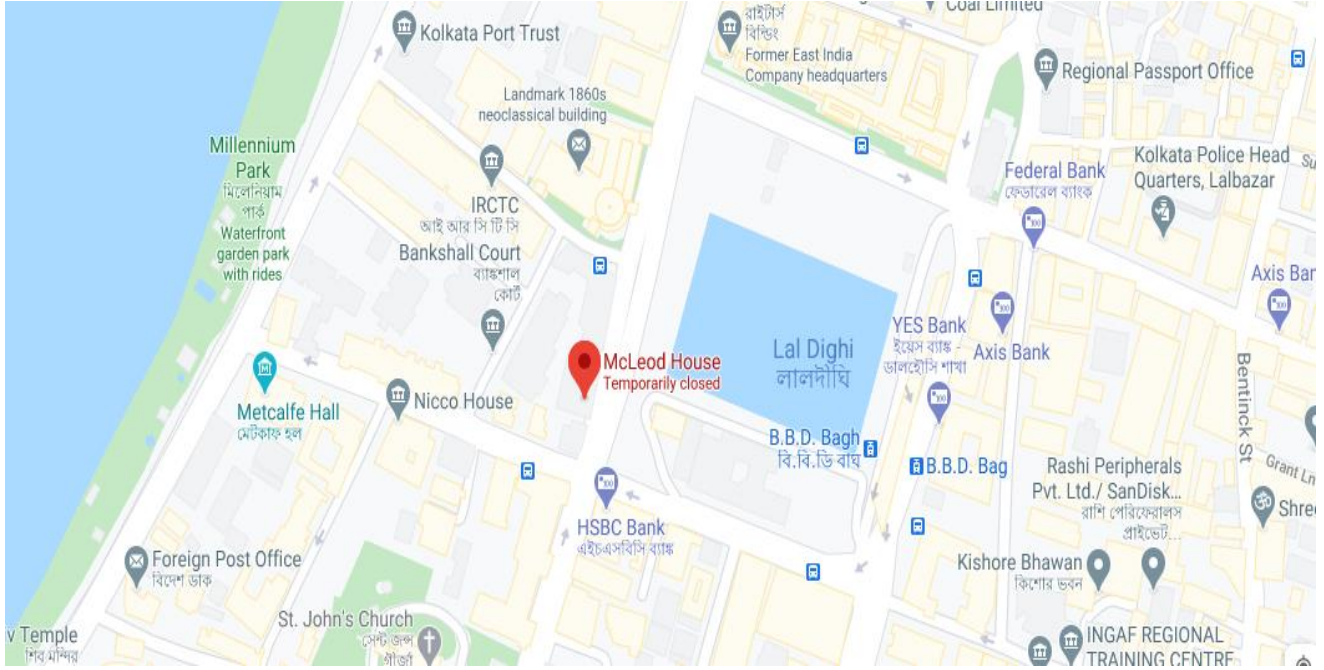 Kolkata Port Trust
রাইটার্স
বিল্ডিং
Former East India
Company headquarters
Coal Limited
Regional Passport Office
Landmark 1860s
neoclassical building
Millennium
Park
মিলেনিয়াম
পার্ক
Waterfront
garden park
with rides
IRCTC
আই আর সি টি সি
Bankshall Court
ব্যাঙ্কশাল
কোর্ট
Federal Bank
ফেডারেল ব্যাংক
Kolkata Police Head
Quarters, Lalbazar
Su
Axis Ban
McLeod House
Temporarily closed
Lal Dighi
লালদীঘি
YES Bank
ইয়েস ব্যাঙ্ক -
ডালহৌসি শাখা
Axis Bank
Metcalfe Hall
মেটকাফ হল
Nicco House
Bentinck St
B.B.D. Bagh
বি.বি.ডি বাঘ
B.B.D. Bag
Rashi Peripherals
Pvt. Ltd./ SanDisk...
রাশি পেরিফেরালস
প্রাইভেট...
Grant Ln
Shree
HSBC Bank
এইচএসবিসি ব্যাঙ্ক
Foreign Post Office
বিদেশ ডাক
Kishore Bhawan
কিশোর ভবন
St. John's Church
সেন্ট জন্স
গীর্জা
v Temple
শিব মন্দির
INGAF REGIONAL
TRAINING CENTRE